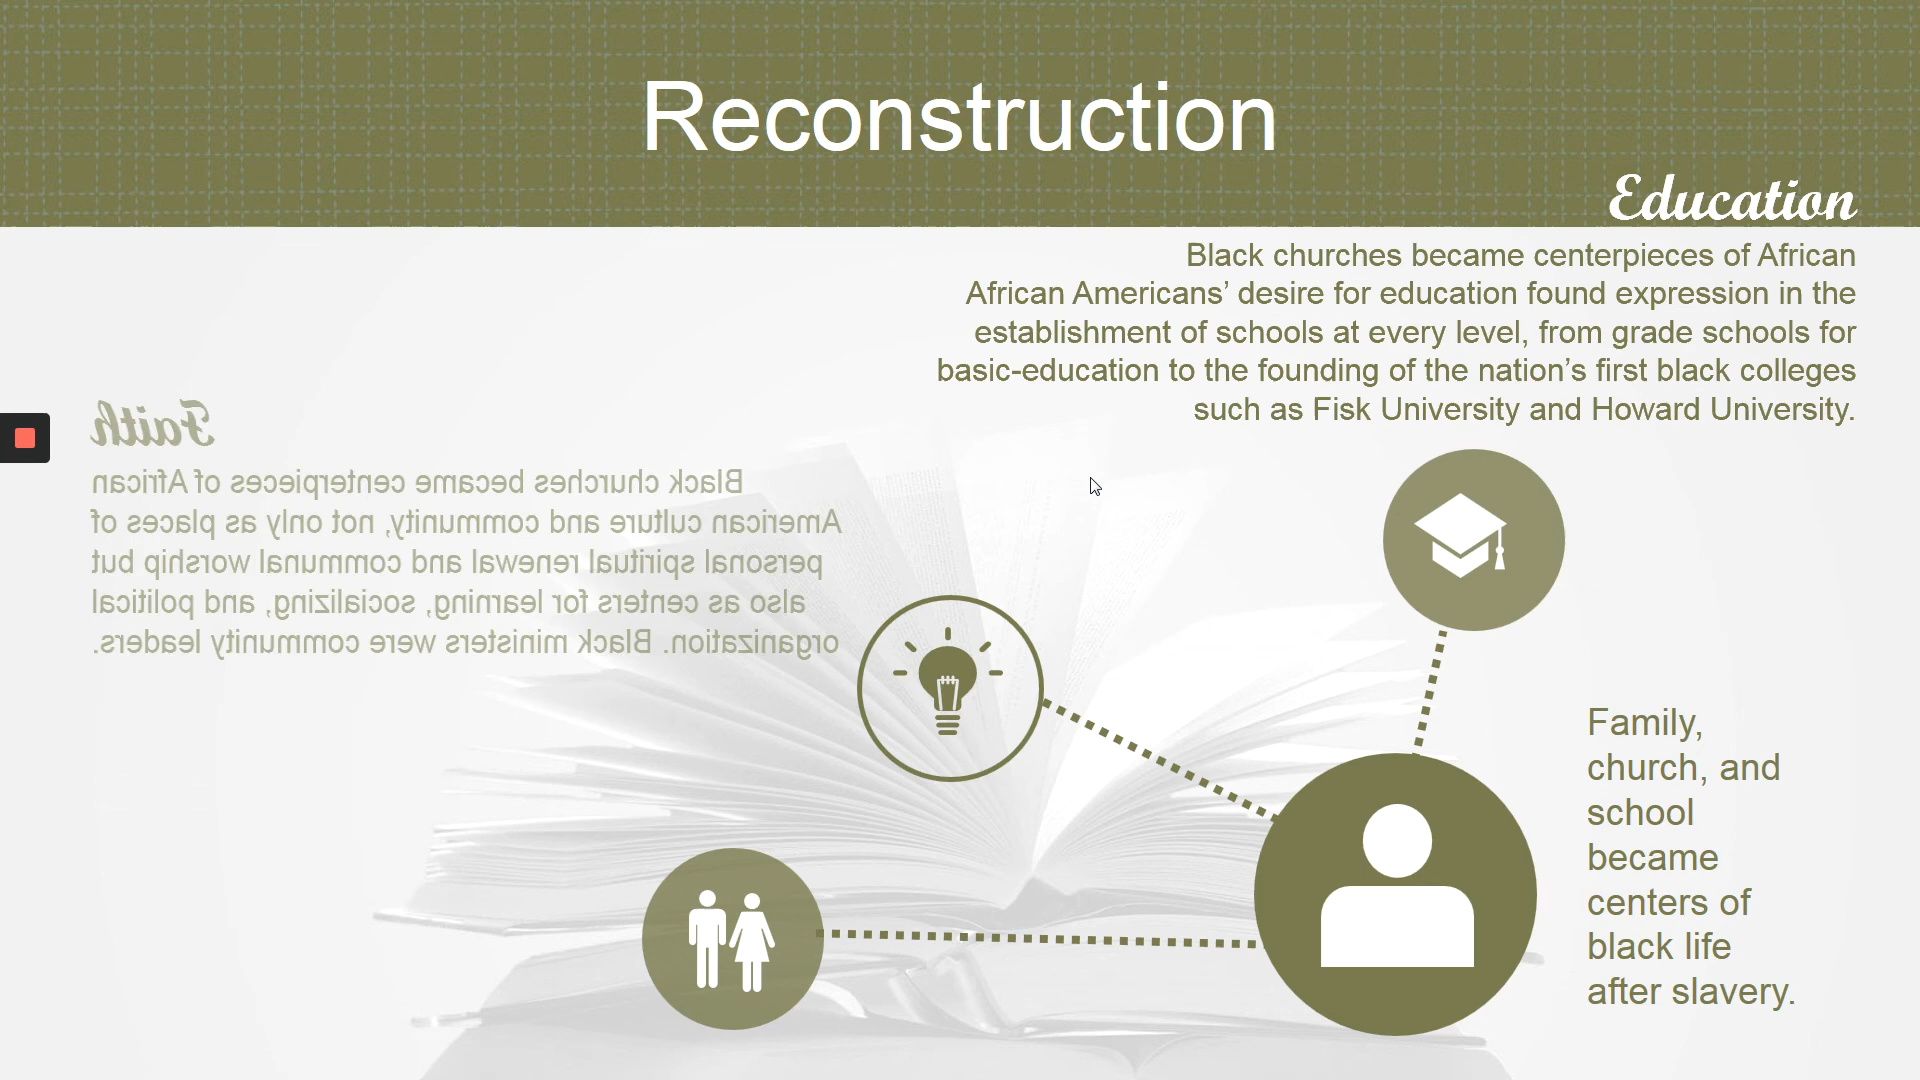 Reconstruction
Education
Black churches became centerpieces of African
African Americans’ desire for education found expression in the
establishment of schools at every level, from grade schools for
basic-education to the founding of the nation’s first black colleges
such as Fisk University and Howard University.
Faith
Black churches became centerpieces of African
American culture and community, not only as places of
personal spiritual renewal and communal worship but
also as centers for learning, socializing, and political
organization. Black ministers were community leaders.
Family,
church, and
school
became
centers of
black life
after slavery.